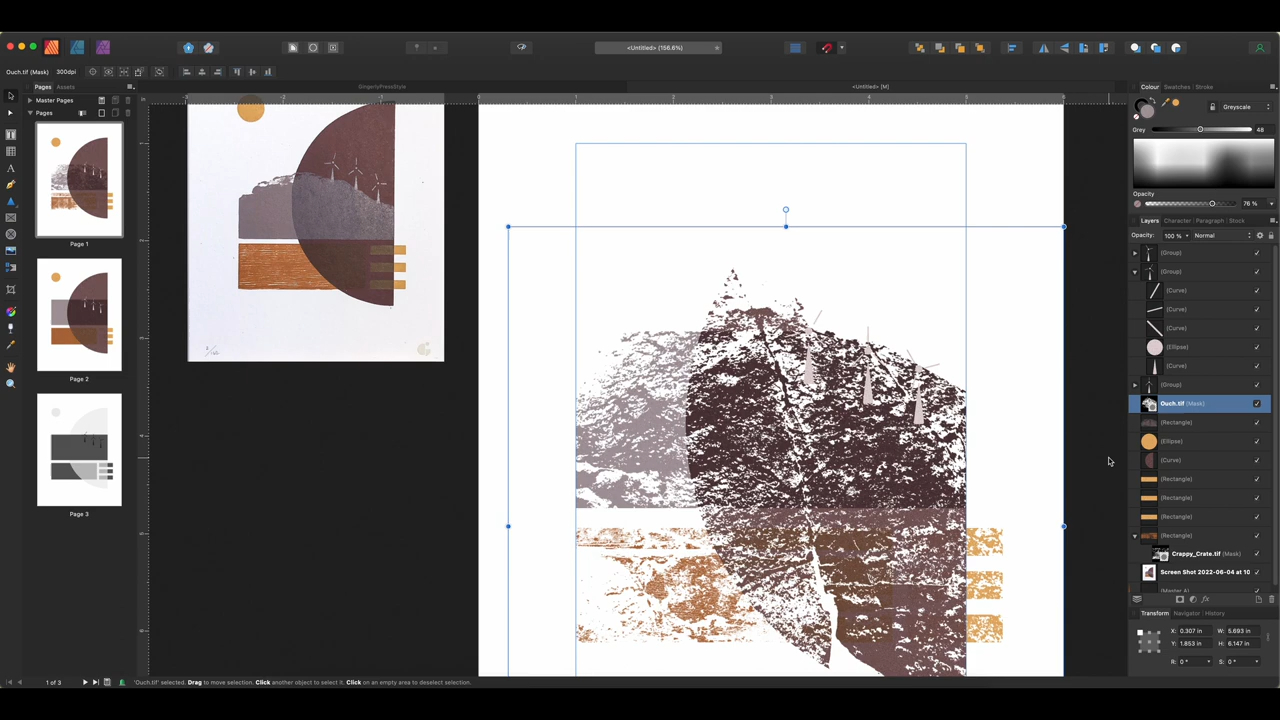 <Untitled> (156.6%)
Ouch.tif (Mask) 300dpi
Pages Assets
GingerlyPressStyle
<Untitled> [M]
Colour Swatches Stroke
Master Pages
Pages
Greyscale
Grey 48
Opacity
76 %
Page 1
Page 2
Page 3
Layers Character Paragraph Stock
Opacity: 100 % Normal
(Group)
(Group)
(Curve)
(Curve)
(Curve)
(Ellipse)
(Curve)
(Group)
Ouch.tif (Mask)
(Rectangle)
(Ellipse)
(Curve)
(Rectangle)
(Rectangle)
(Rectangle)
(Rectangle)
Crappy_Crate.tif (Mask)
Screen Shot 2022-06-04 at 10
(Master A)
Transform Navigator History
X: 0.307 in W: 5.693 in
Y: 1.853 in H: 6.147 in
R: 0 ° S: 0 °
1 of 3
'Ouch.tif' selected. Drag to move selection. Click another object to select it. Click on an empty area to deselect selection.